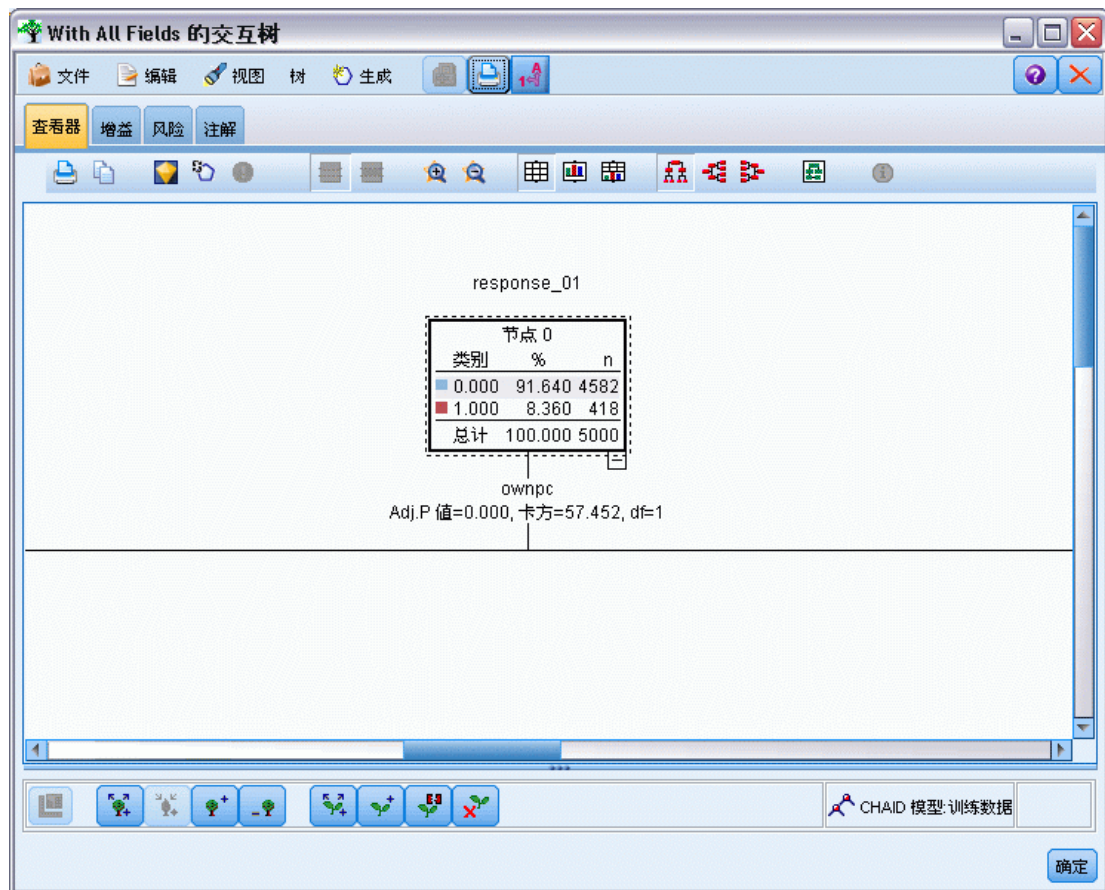 With All Fields 的交互树
文件 编辑 视图 树 生成
查看器 增益 风险 注解
response_01
节点 0
类别 % n
0.000 91.640 4582
1.000 8.360 418
总计 100.000 5000
ownpc
Adj.P 值=0.000, 卡方=57.452, df=1
CHAID 模型:训练数据
确定